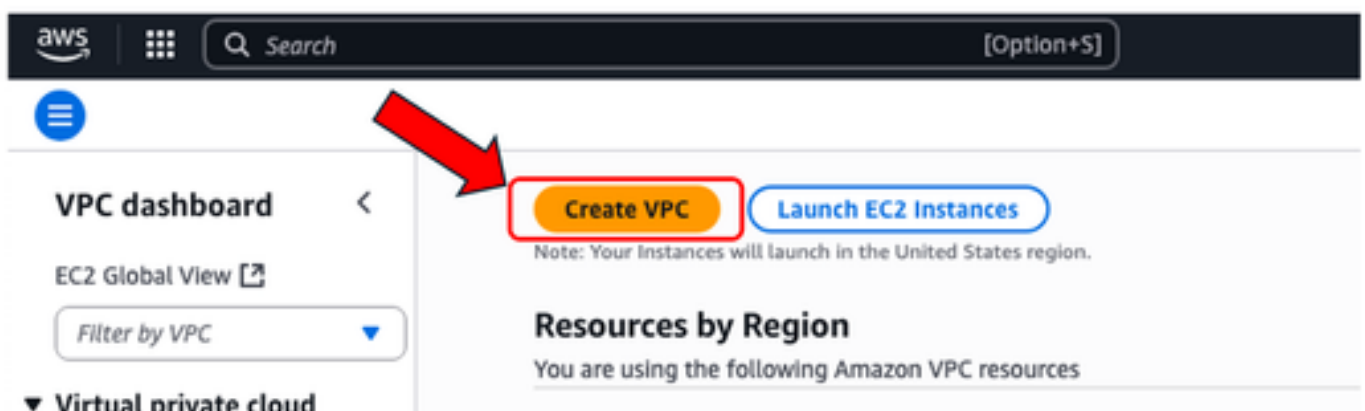 aws
Search [Option+S]
VPC dashboard
EC2 Global View
Filter by VPC
Virtual private cloud
Create VPC Launch EC2 Instances
Note: Your Instances will launch in the United States region.
Resources by Region
You are using the following Amazon VPC resources